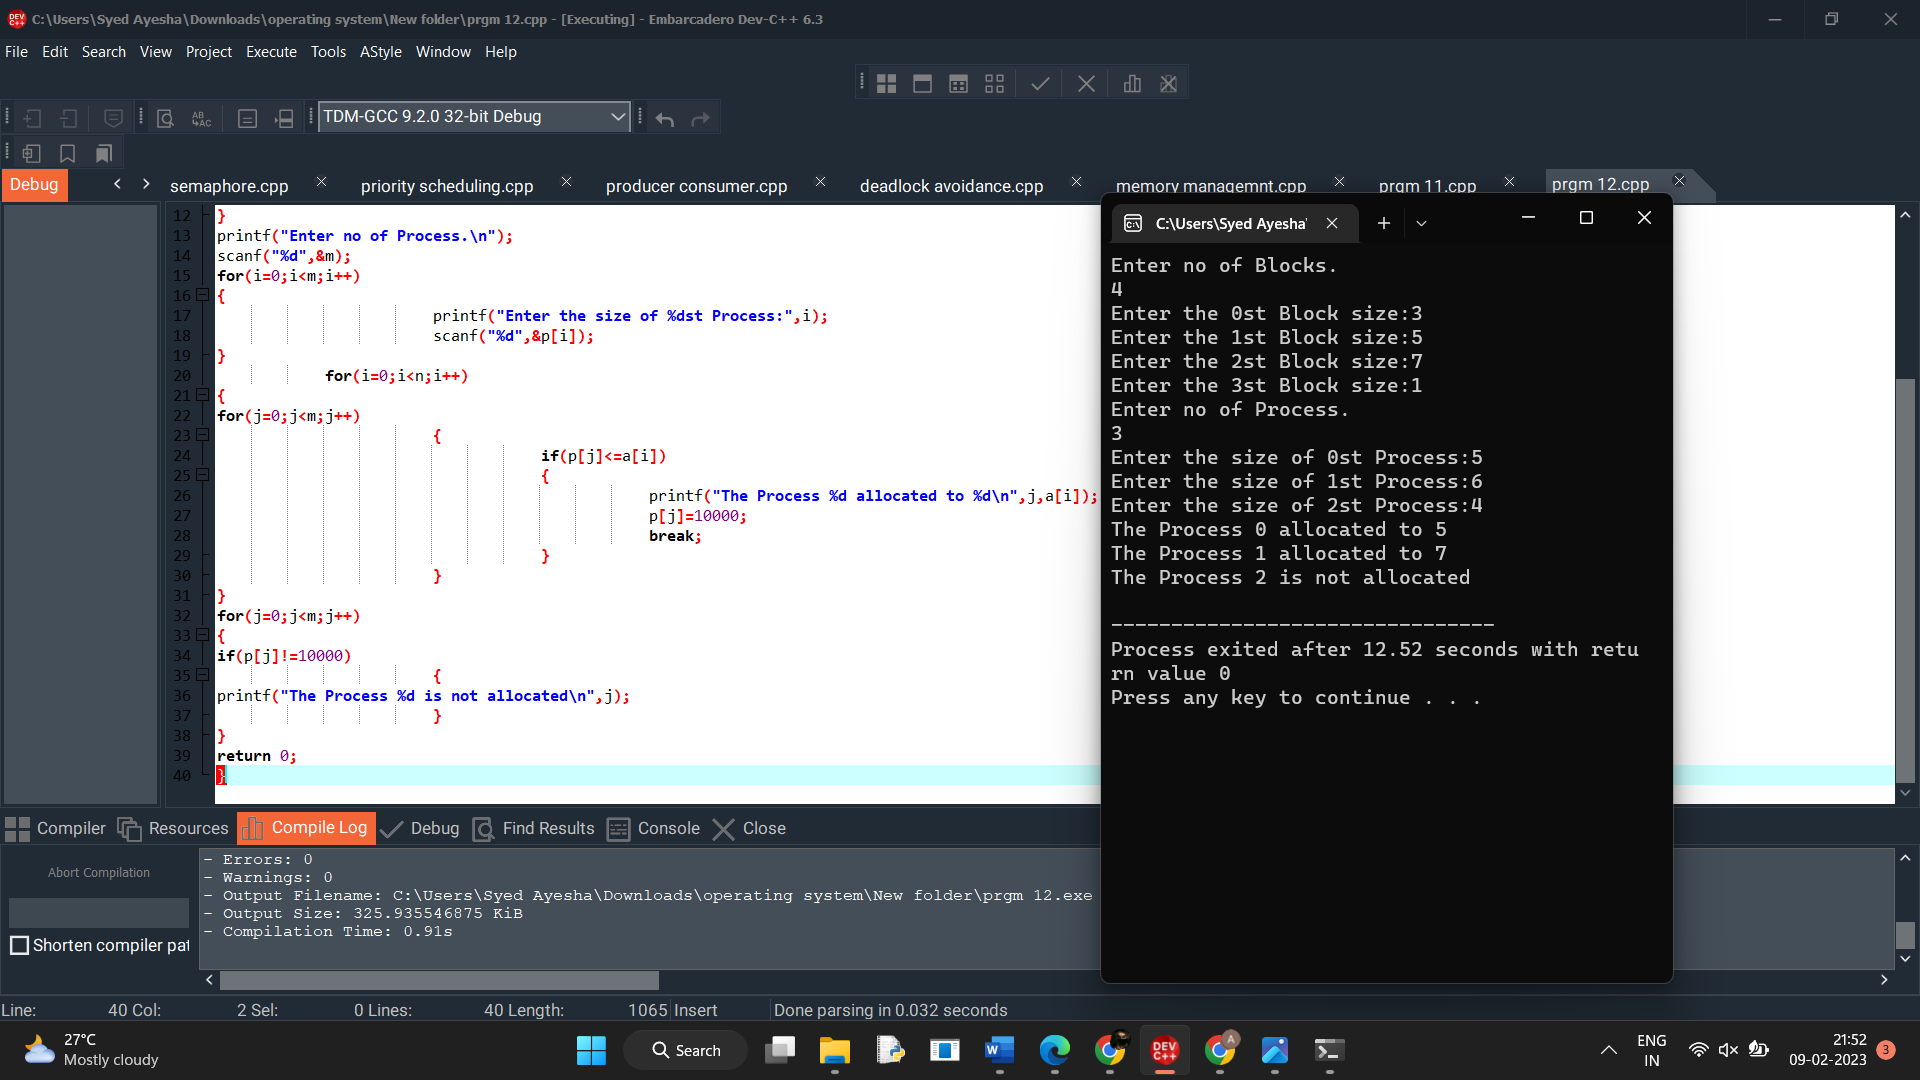 C:\Users\Syed Ayesha\Downloads\operating system\New folder\prgm 12.cpp - [Executing] - Embarcadero Dev-C++ 6.3
File Edit Search View Project Execute Tools AStyle Window Help
TDM-GCC 9.2.0 32-bit Debug
Debug
semaphore.cpp priority scheduling.cpp producer consumer.cpp deadlock avoidance.cpp memory managemnt.cpp prgm 11.cpp prgm 12.cpp
12 }
13 printf("Enter no of Process.\n");
14 scanf("%d",&m);
15 for(i=0;i<m;i++)
16 {
17 printf("Enter the size of %dst Process:",i);
18 scanf("%d",&p[i]);
19 }
20 for(i=0;i<n;i++)
21 {
22 for(j=0;j<m;j++)
23 {
24 if(p[j]<=a[i])
25 {
26 printf("The Process %d allocated to %d\n",j,a[i]);
27 p[j]=10000;
28 break;
29 }
30 }
31 }
32 for(j=0;j<m;j++)
33 {
34 if(p[j]!=10000)
35 {
36 printf("The Process %d is not allocated\n",j);
37 }
38 }
39 return 0;
40 }
C:\Users\Syed Ayesha'
Enter no of Blocks.
4
Enter the 0st Block size:3
Enter the 1st Block size:5
Enter the 2st Block size:7
Enter the 3st Block size:1
Enter no of Process.
3
Enter the size of 0st Process:5
Enter the size of 1st Process:6
Enter the size of 2st Process:4
The Process 0 allocated to 5
The Process 1 allocated to 7
The Process 2 is not allocated
--------------------------------
Process exited after 12.52 seconds with retu
rn value 0
Press any key to continue . . .
Compiler Resources Compile Log Debug Find Results Console Close
Abort Compilation
Shorten compiler pat
- Errors: 0
- Warnings: 0
- Output Filename: C:\Users\Syed Ayesha\Downloads\operating system\New folder\prgm 12.exe
- Output Size: 325.935546875 KiB
- Compilation Time: 0.91s
Line: 40 Col: 2 Sel: 0 Lines: 40 Length: 1065 Insert Done parsing in 0.032 seconds
27°C
Mostly cloudy
Search
ENG
IN
21:52
09-02-2023
3